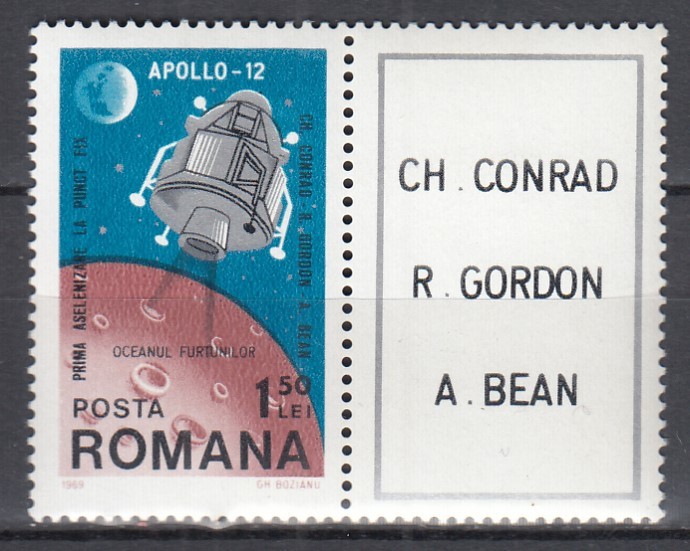 APOLLO-12
PRIMA ASELENIZARE LA PUNCT FIX
CH. CONRAD-R. GORDON A. BEAN
OCEANUL FURTUNILOR
1 50
LEI
POSTA
ROMANA
1969
GH BOZIANU
CH. CONRAD
R. GORDON
A. BEAN